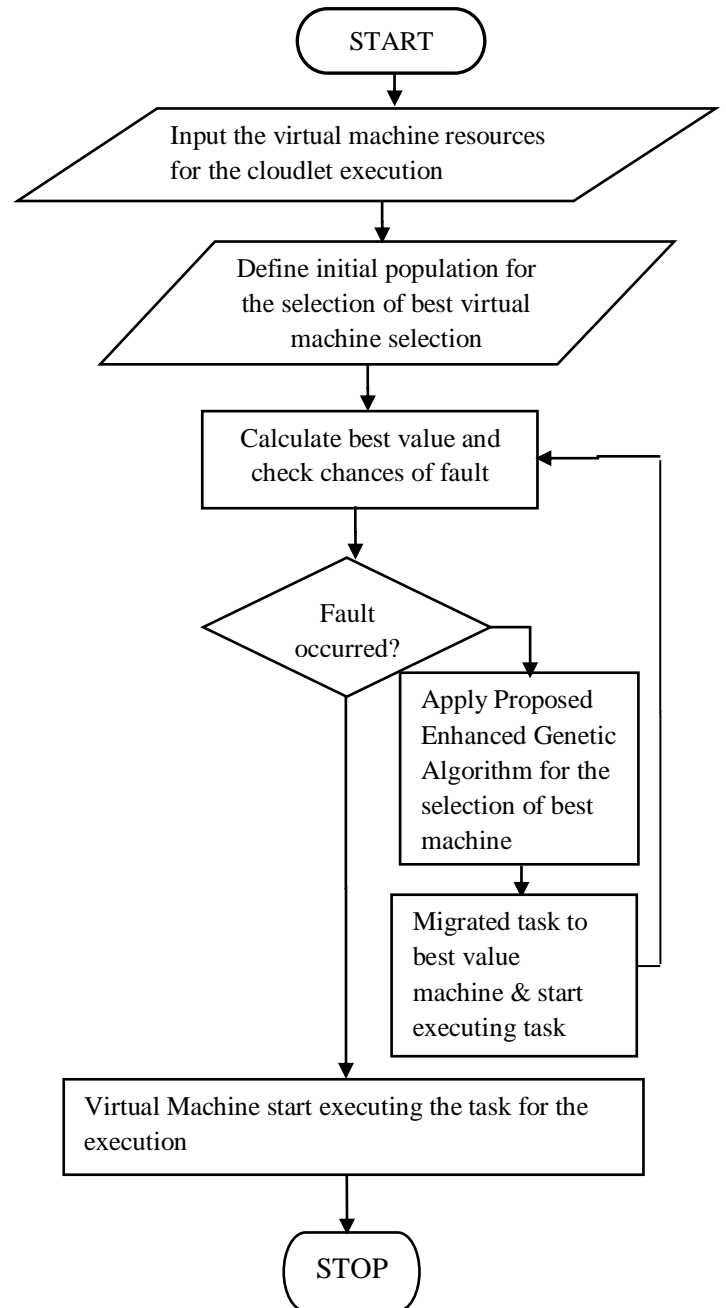 START
Input the virtual machine resources
for the cloudlet execution
Define initial population for
the selection of best virtual
machine selection
Calculate best value and
check chances of fault
Fault
occurred?
Apply Proposed
Enhanced Genetic
Algorithm for the
selection of best
machine
Migrated task to
best value
machine & start
executing task
Virtual Machine start executing the task for the
execution
STOP